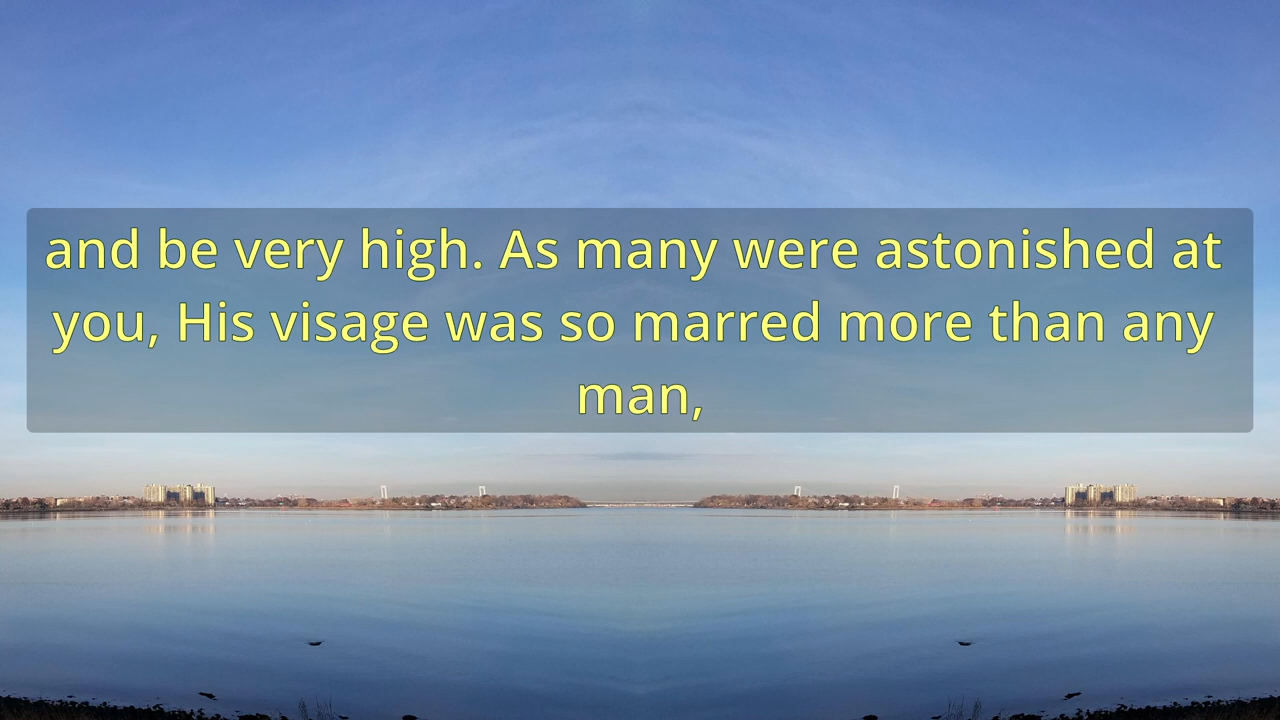 and be very high. As many were astonished at
you, His visage was so marred more than any
man,